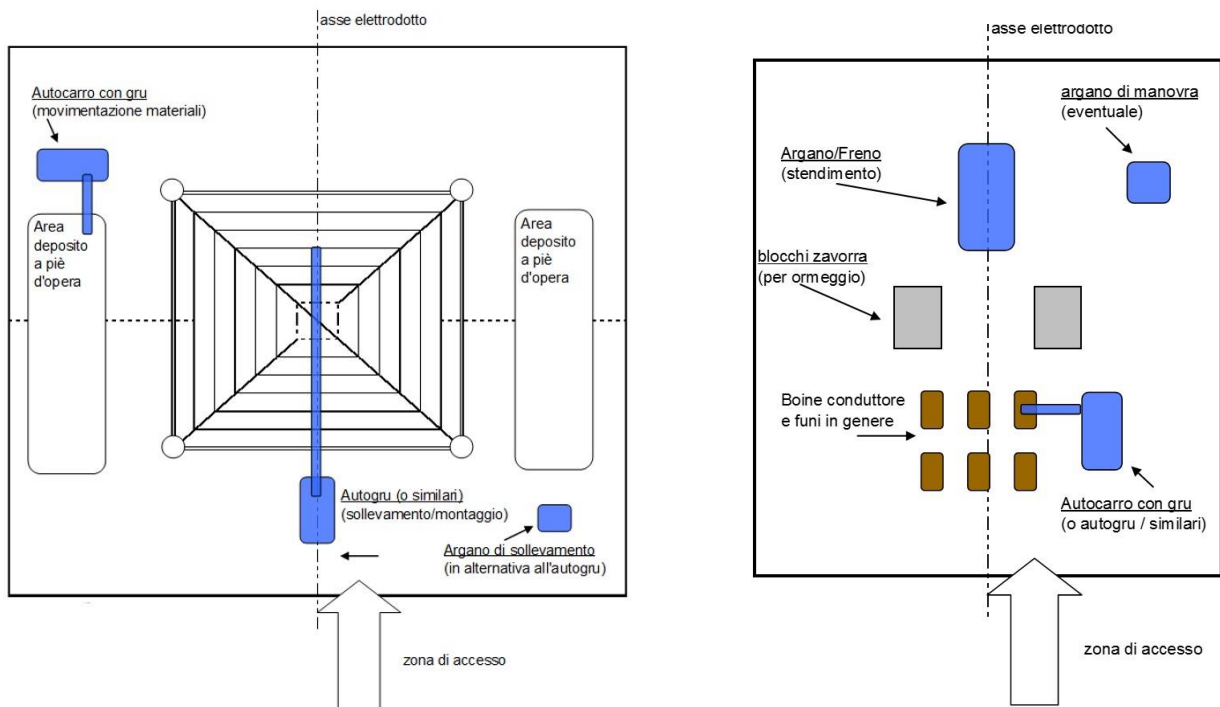 asse elettrodotto
Autocarro con gru
(movimentazione materiali)
Area
deposito
a piè
d'opera
Area
deposito
a piè
d'opera
Autogru (o similari)
(sollevamento/montaggio)
Argano di sollevamento
(in alternativa all'autogru)
zona di accesso
asse elettrodotto
argano di manovra
(eventuale)
Argano/Freno
(stendimento)
blocchi zavorra
(per ormeggio)
Boine conduttore
e funi in genere
Autocarro con gru
(o autogru / similari)
zona di accesso